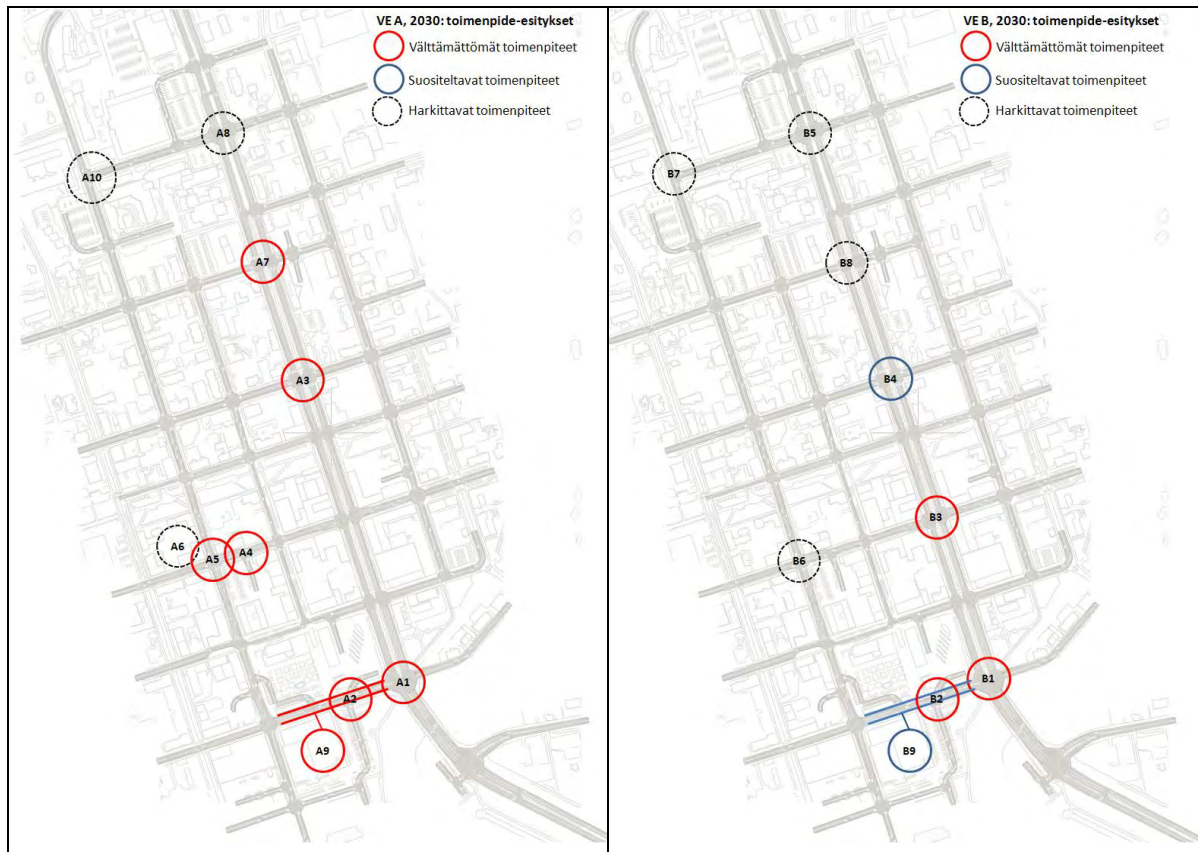 VE A, 2030: toimenpide-esitykset
Välttämättömät toimenpiteet
Suositeltavat toimenpiteet
Harkittavat toimenpiteet
A8
A10
A7
A3
A6
A5
A4
A1
A2
A9
VE B, 2030: toimenpide-esitykset
Välttämättömät toimenpiteet
Suositeltavat toimenpiteet
Harkittavat toimenpiteet
B5
B7
B8
B4
B3
B6
B1
B2
B9